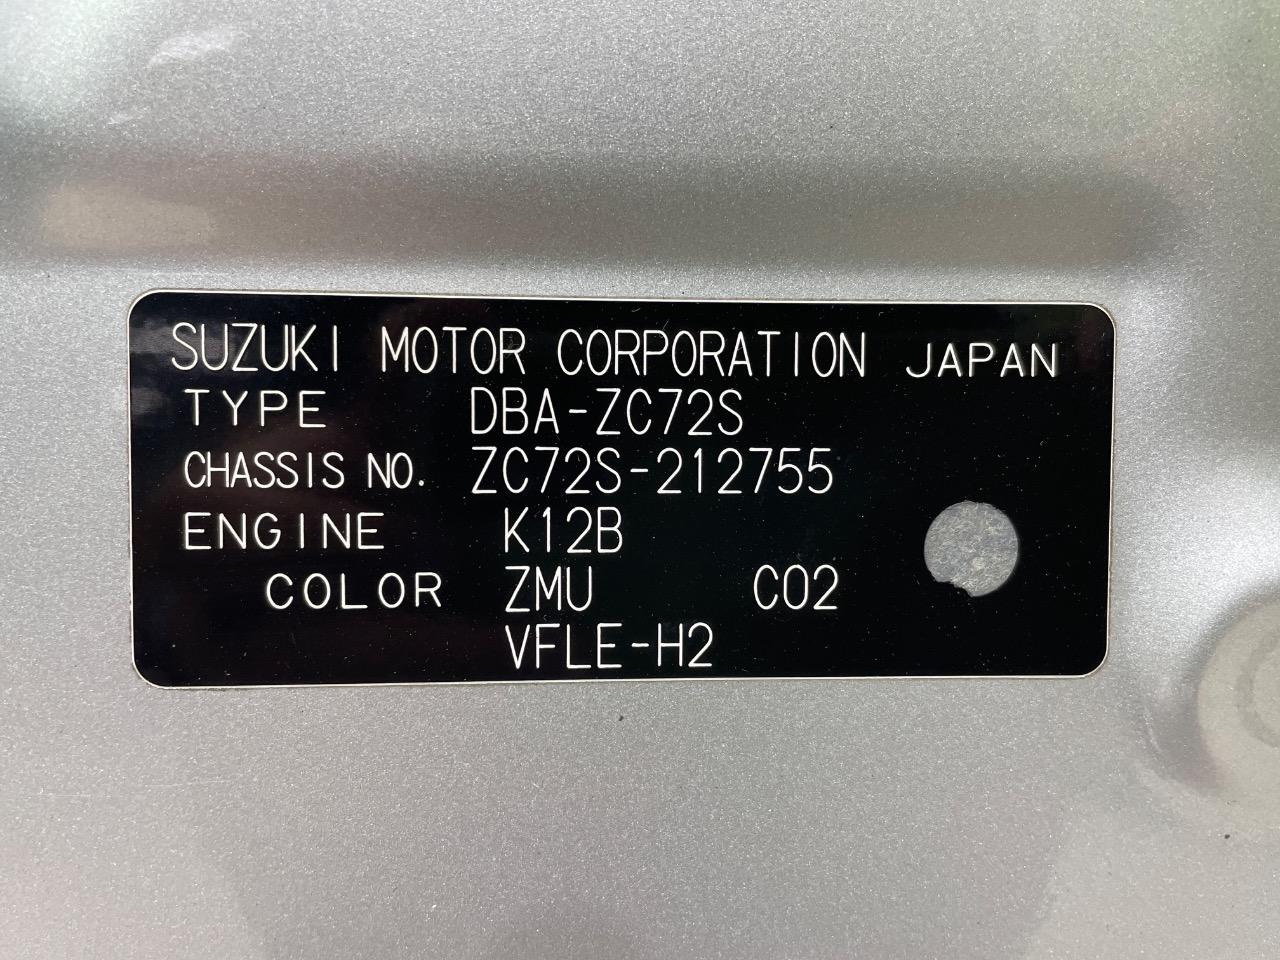 SUZUKI MOTOR CORPORATION JAPAN
TYPE DBA-ZC72S
CHASSIS NO. ZC72S-212755
ENGINE K12B
COLOR ZMU C02
VFLE-H2